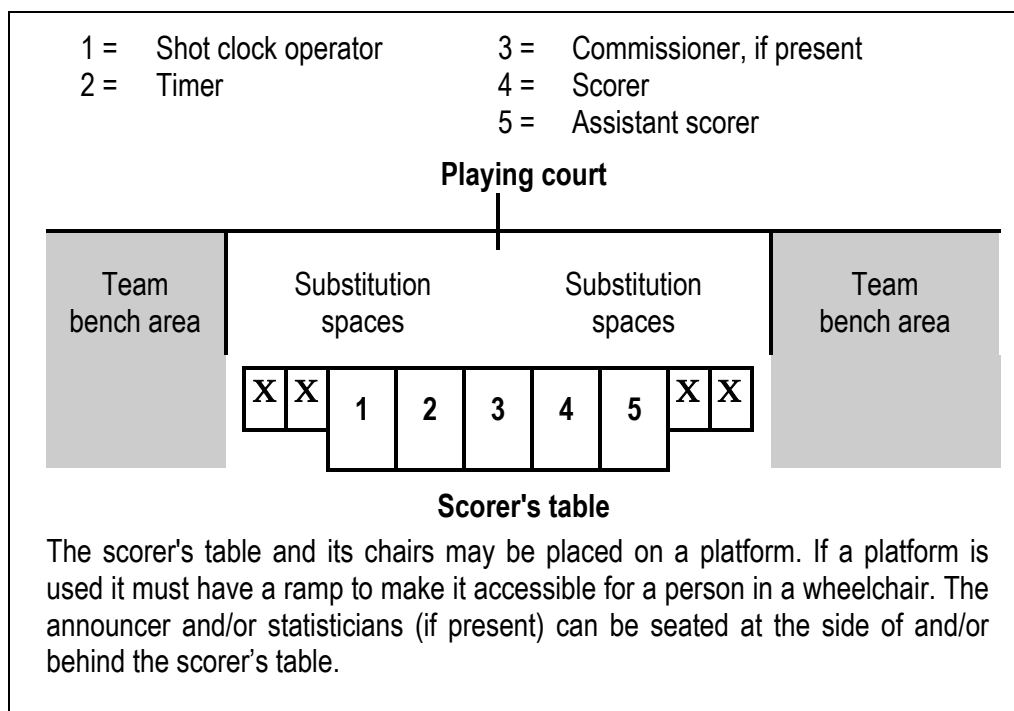 1 = Shot clock operator 3 = Commissioner, if present
2 = Timer 4 = Scorer
5 = Assistant scorer
Playing court
Team bench area Substitution spaces Substitution spaces Team bench area
X X 1 2 3 4 5 X X
Scorer's table
The scorer's table and its chairs may be placed on a platform. If a platform is
used it must have a ramp to make it accessible for a person in a wheelchair. The
announcer and/or statisticians (if present) can be seated at the side of and/or
behind the scorer’s table.